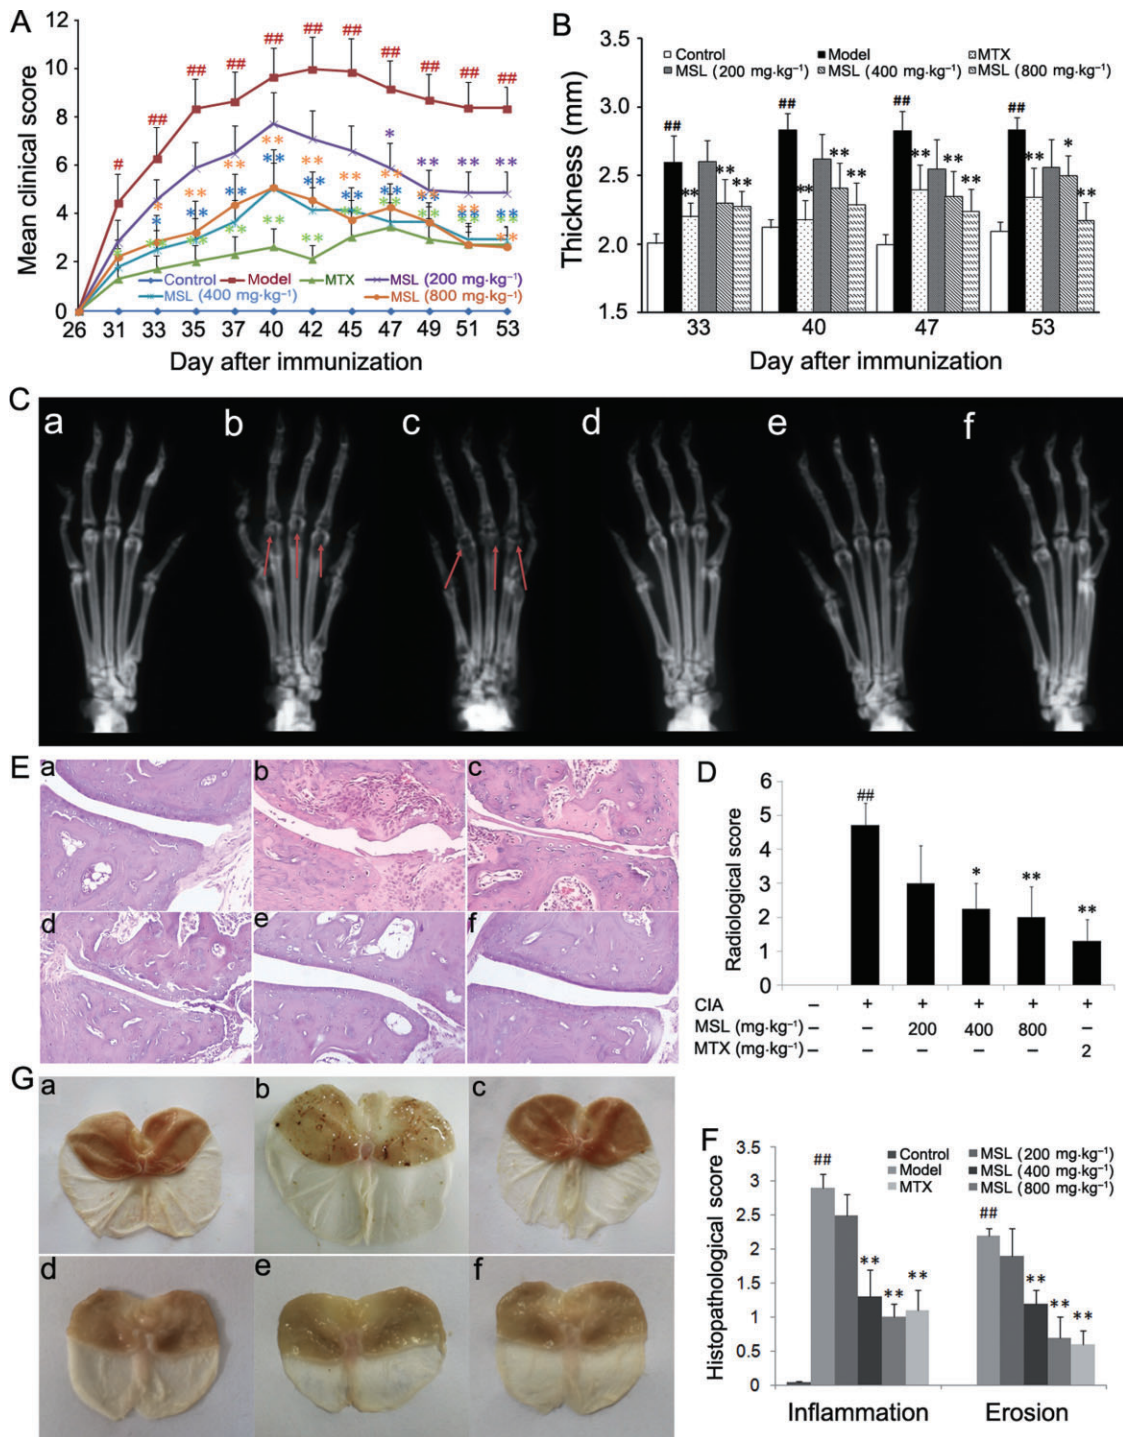 A
Mean clinical score
12
10
8
6
4
2
0
# ## ## ## ## ## ## ## ## ## ##
* ** ** ** **
* ** ** ** ** ** ** ** ** **
* ** ** ** ** ** ** ** ** **
** ** ** ** ** ** ** ** ** **
Control Model MTX MSL (200 mg·kg⁻¹)
MSL (400 mg·kg⁻¹) MSL (800 mg·kg⁻¹)
26 31 33 35 37 40 42 45 47 49 51 53
Day after immunization
B
Thickness (mm)
3.5
3.0
2.5
2.0
1.5
Control Model MTX
MSL (200 mg·kg⁻¹) MSL (400 mg·kg⁻¹) MSL (800 mg·kg⁻¹)
## ** ** **
## ** ** **
## ** ** **
## ** * **
33 40 47 53
Day after immunization
C
a b c d e f
E
a b c
d e f
D
Radiological score
6
5
4
3
2
1
0
## * ** **
CIA – + + + + +
MSL (mg·kg⁻¹) – – 200 400 800 –
MTX (mg·kg⁻¹) – – – – – 2
G
a b c
d e f
F
Histopathological score
3.5
3
2.5
2
1.5
1
0.5
0
Control MSL (200 mg·kg⁻¹)
Model MSL (400 mg·kg⁻¹)
MTX MSL (800 mg·kg⁻¹)
## ** ** **
## ** ** **
Inflammation Erosion